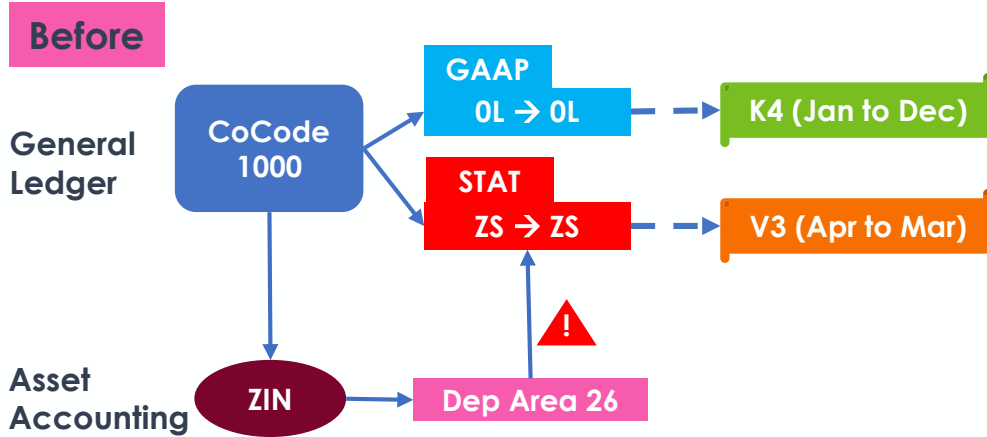 Before
General
Ledger
CoCode
1000
GAAP
0L → 0L
K4 (Jan to Dec)
STAT
ZS → ZS
V3 (Apr to Mar)
!
Asset
Accounting
ZIN
Dep Area 26